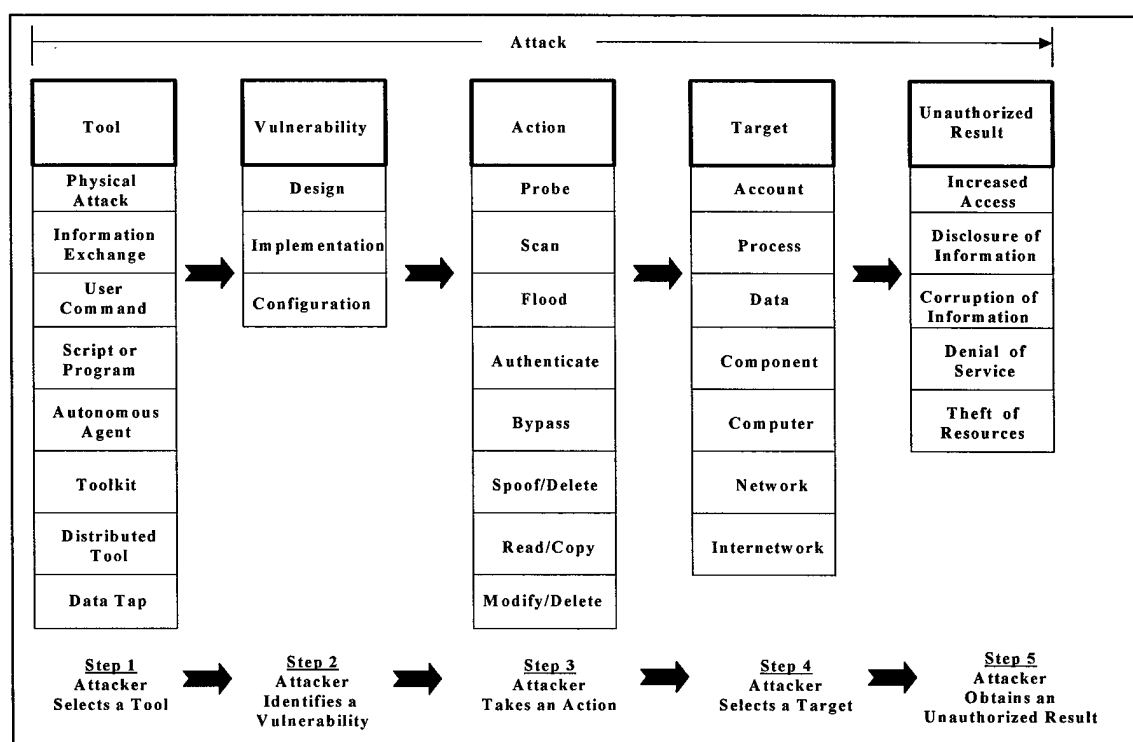 Attack
Tool
Physical
Attack
Information
Exchange
User
Command
Script or
Program
Autonomous
Agent
Toolkit
Distributed
Tool
Data Tap
Vulnerability
Design
Implementation
Configuration
Action
Probe
Scan
Flood
Authenticate
Bypass
Spoof/Delete
Read/Copy
Modify/Delete
Target
Account
Process
Data
Component
Computer
Network
Internetwork
Unauthorized
Result
Increased
Access
Disclosure of
Information
Corruption of
Information
Denial of
Service
Theft of
Resources
Step 1
Attacker
Selects a Tool
Step 2
Attacker
Identifies a
Vulnerability
Step 3
Attacker
Takes an Action
Step 4
Attacker
Selects a Target
Step 5
Attacker
Obtains an
Unauthorized Result